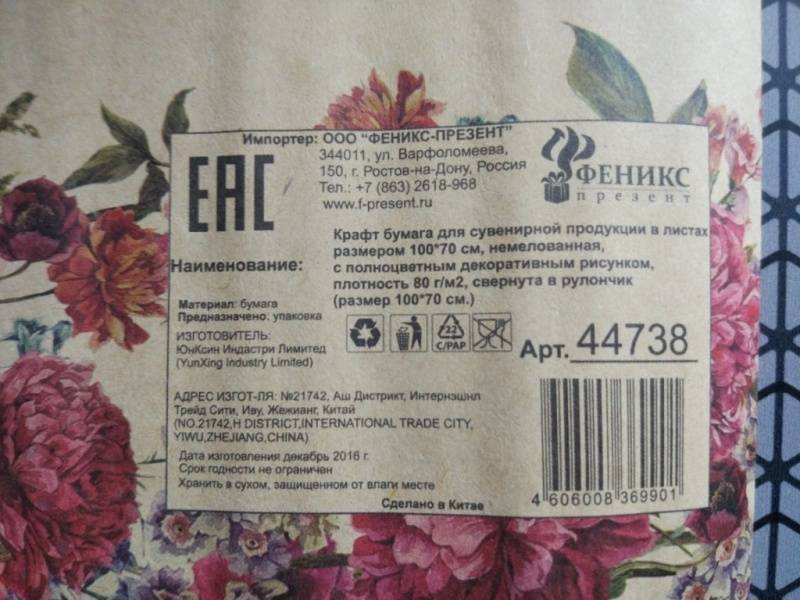 Импортер: ООО "ФЕНИКС-ПРЕЗЕНТ"
344011, ул. Варфоломеева,
150, г. Ростов-на-Дону, Россия
Тел.: +7 (863) 2618-968
www.f-present.ru
EAC
ФЕНИКС
презент
Наименование:
Крафт бумага для сувенирной продукции в листах
размером 100*70 см, немелованная,
с полноцветным декоративным рисунком,
плотность 80 г/м2, свернута в рулончик
(размер 100*70 см.)
Материал: бумага
Предназначено: упаковка
ИЗГОТОВИТЕЛЬ:
ЮнКсин Индастри Лимитед
(YunXing Industry Limited)
22
C/PAP
Арт. 44738
АДРЕС ИЗГОТ-ЛЯ: №21742, Аш Дистрикт, Интернэшнл
Трейд Сити, Иву, Жежианг, Китай
(NO.21742,H DISTRICT,INTERNATIONAL TRADE CITY,
YIWU,ZHEJIANG,CHINA)
Дата изготовления декабрь 2016 г.
Срок годности не ограничен
Хранить в сухом, защищенном от влаги месте
Сделано в Китае
4 606008 369901